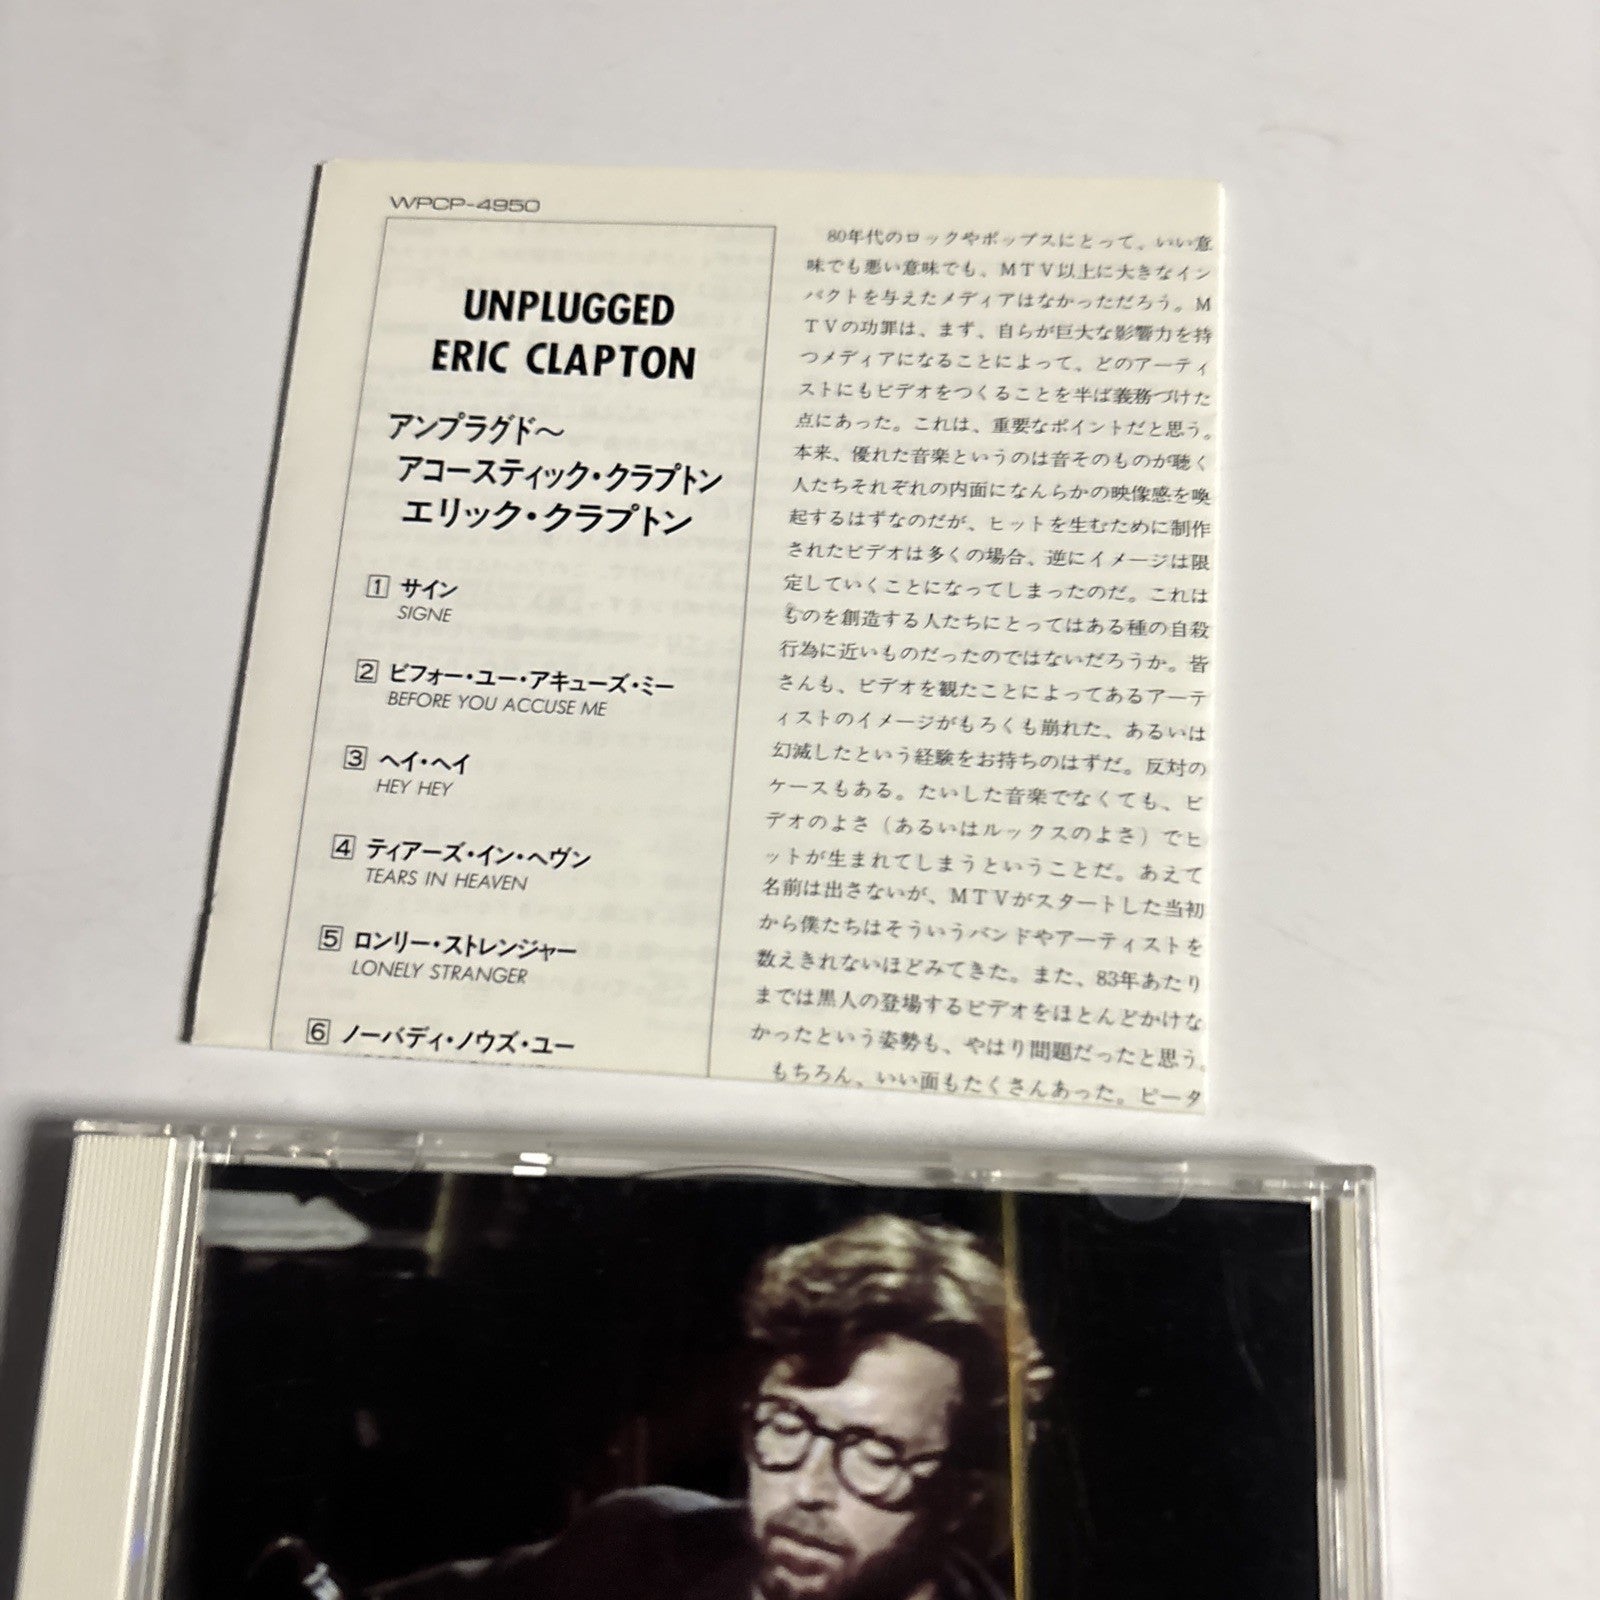 WPCP-4950
UNPLUGGED
ERIC CLAPTON
アンプラグド〜
アコースティック・クラプトン
エリック・クラプトン
1 サイン
SIGNE
2 ビフォー・ユー・アキューズ・ミー
BEFORE YOU ACCUSE ME
3 ヘイ・ヘイ
HEY HEY
4 ティアーズ・イン・ヘヴン
TEARS IN HEAVEN
5 ロンリー・ストレンジャー
LONELY STRANGER
6 ノーバディ・ノウズ・ユー
80年代のロックやポップスにとって、いい意
味でも悪い意味でも、MTV以上に大きなイン
パクトを与えたメディアはなかっただろう。M
TVの功罪は、まず、自らが巨大な影響力を持
つメディアになることによって、どのアーティ
ストにもビデオをつくることを半ば義務づけた
点にあった。これは、重要なポイントだと思う。
本来、優れた音楽というのは音そのものが聴く
人たちそれぞれの内面になんらかの映像感を喚
起するはずなのだが、ヒットを生むために制作
されたビデオは多くの場合、逆にイメージは限
定していくことになってしまったのだ。これは
ものを創造する人たちにとってはある種の自殺
行為に近いものだったのではないだろうか。皆
さんも、ビデオを観たことによってあるアーテ
ィストのイメージがもろくも崩れた、あるいは
幻滅したという経験をお持ちのはずだ。反対の
ケースもある。たいした音楽でなくても、ビ
デオのよさ（あるいはルックスのよさ）でヒ
ットが生まれてしまうということだ。あえて
名前は出さないが、MTVがスタートした当初
から僕たちはそういうバンドやアーティストを
数えきれないほどみてきた。また、83年あたり
までは黒人の登場するビデオをほとんどかけな
かったという姿勢も、やはり問題だったと思う。
もちろん、いい面もたくさんあった。ピータ